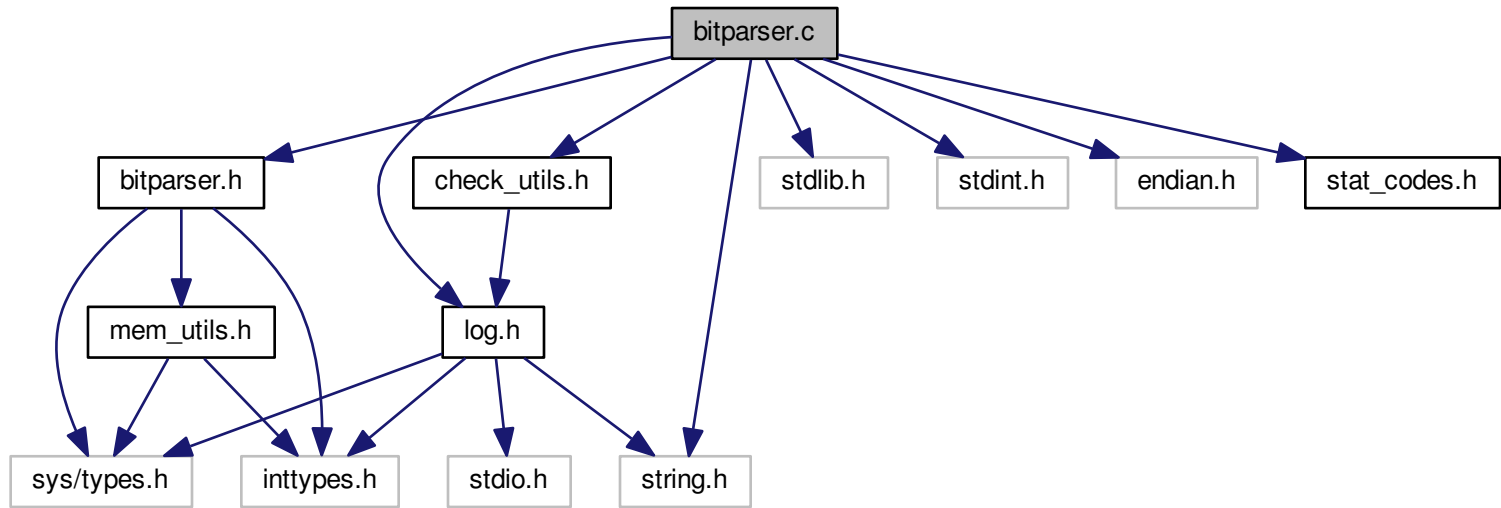 bitparser.c
bitparser.h
check_utils.h
stdlib.h
stdint.h
endian.h
stat_codes.h
mem_utils.h
log.h
sys/types.h
inttypes.h
stdio.h
string.h